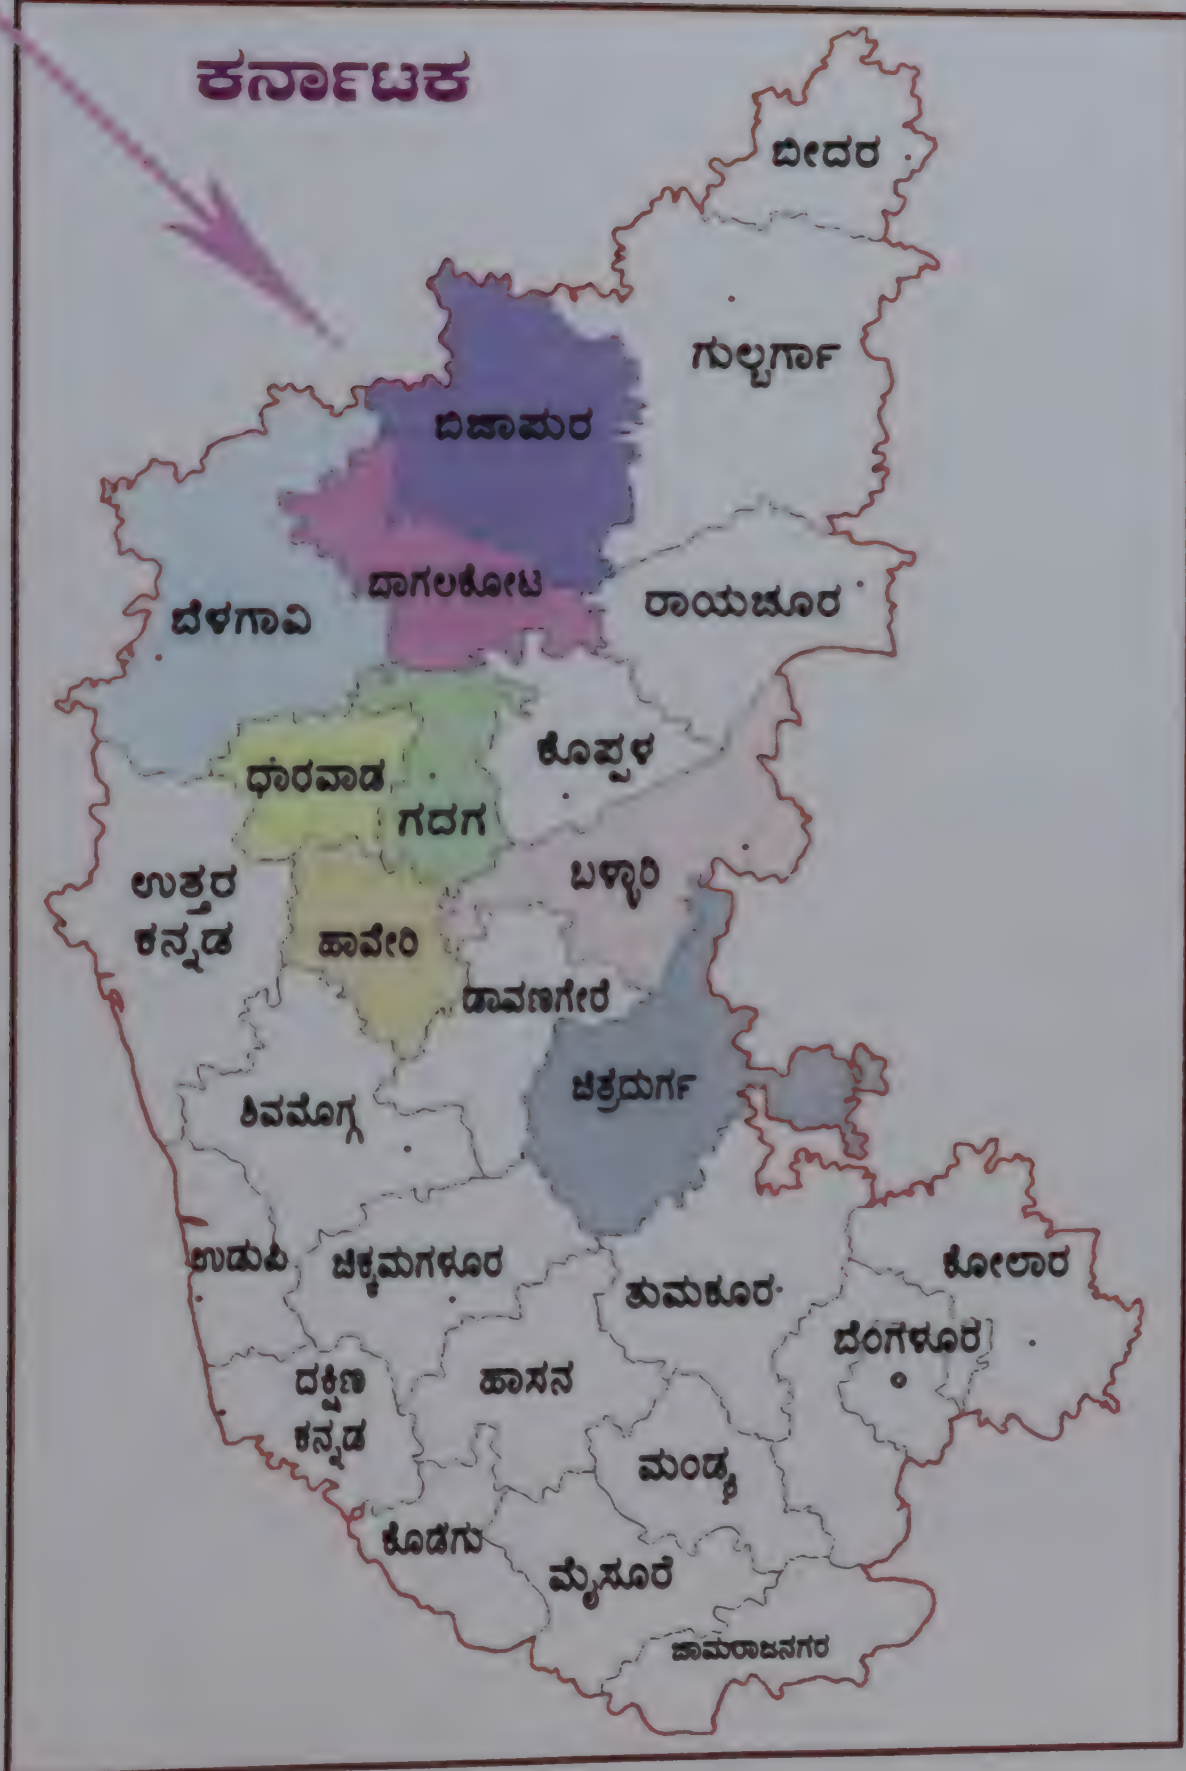 ಕರ್ನಾಟಕ
ಬೀದರ
ಗುಲ್ಬರ್ಗಾ
ಬಿಜಾಪುರ
ಬಾಗಲಕೋಟ
ರಾಯಚೂರ
ಬೆಳಗಾವಿ
ಕೊಪ್ಪಳ
ಧಾರವಾಡ
ಗದಗ
ಬಳ್ಳಾರಿ
ಉತ್ತರ
ಕನ್ನಡ
ಹಾವೇರಿ
ದಾವಣಗೇರೆ
ಚಿತ್ರದುರ್ಗ
ಶಿವಮೊಗ್ಗ
ಉಡುಪಿ
ಚಿಕ್ಕಮಗಳೂರ
ತುಮಕೂರ
ಕೋಲಾರ
ಬೆಂಗಳೂರ
ದಕ್ಷಿಣ
ಕನ್ನಡ
ಹಾಸನ
ಮಂಡ್ಯ
ಕೊಡಗು
ಮೈಸೂರೆ
ಚಾಮರಾಜನಗರ